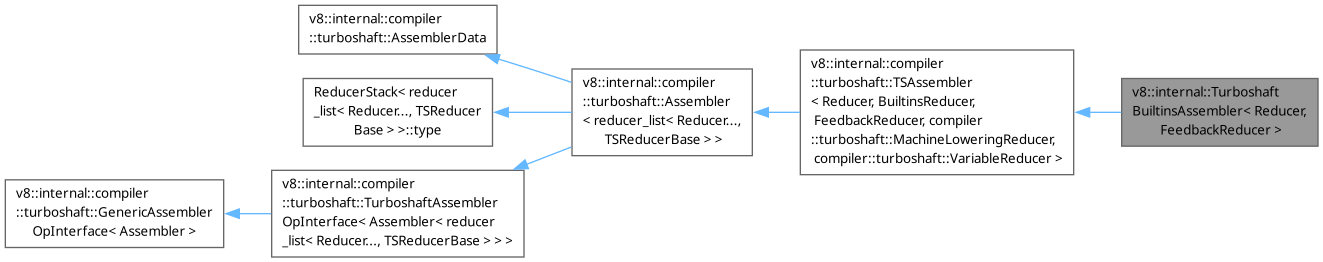 v8::internal::compiler
::turboshaft::AssemblerData
ReducerStack< reducer
_list< Reducer..., TSReducer
Base > >::type
v8::internal::compiler
::turboshaft::GenericAssembler
OpInterface< Assembler >
v8::internal::compiler
::turboshaft::TurboshaftAssembler
OpInterface< Assembler< reducer
_list< Reducer..., TSReducerBase > > >
v8::internal::compiler
::turboshaft::Assembler
< reducer_list< Reducer...,
TSReducerBase > >
v8::internal::compiler
::turboshaft::TSAssembler
< Reducer, BuiltinsReducer,
FeedbackReducer, compiler
::turboshaft::MachineLoweringReducer,
compiler::turboshaft::VariableReducer >
v8::internal::Turboshaft
BuiltinsAssembler< Reducer,
FeedbackReducer >